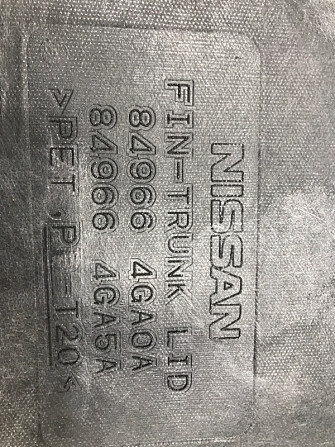 NISSAN
FIN-TRUNK LID
84966 4GA0A
84966 4GA5A
>PET,P -T20<